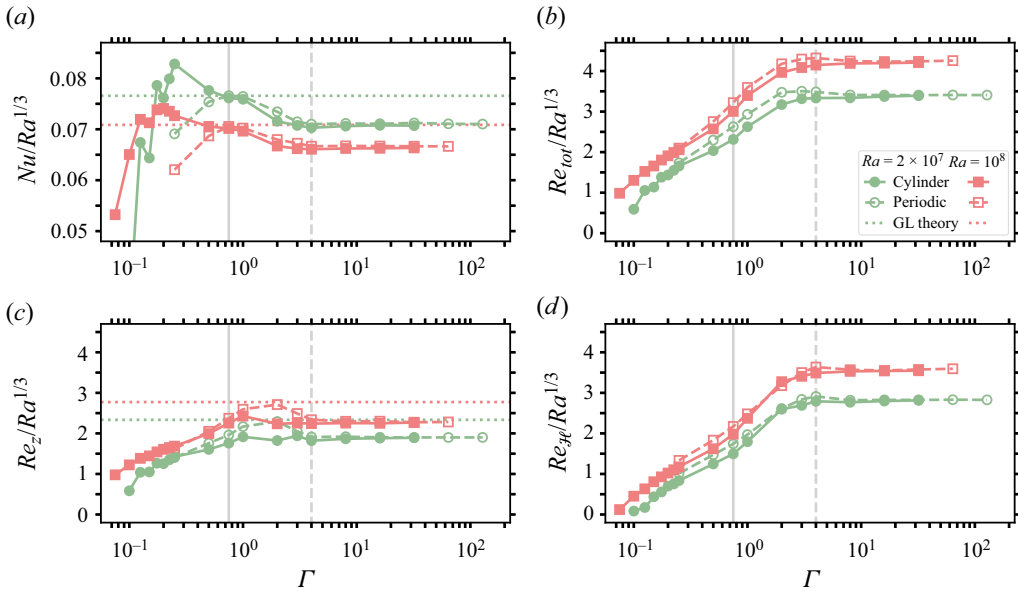 (a)
(b)
0.08
0.07
0.06
0.05
Nu/Ra^{1/3}
10^{-1} 10^{0} 10^{1} 10^{2}
4
3
2
1
0
Re_{tot}/Ra^{1/3}
Ra = 2 × 10^7 Ra = 10^8
Cylinder
Periodic
GL theory
10^{-1} 10^{0} 10^{1} 10^{2}
(c)
(d)
4
3
2
1
0
Re_z/Ra^{1/3}
10^{-1} 10^{0} 10^{1} 10^{2}
Γ
4
3
2
1
0
Re_ℋ/Ra^{1/3}
10^{-1} 10^{0} 10^{1} 10^{2}
Γ